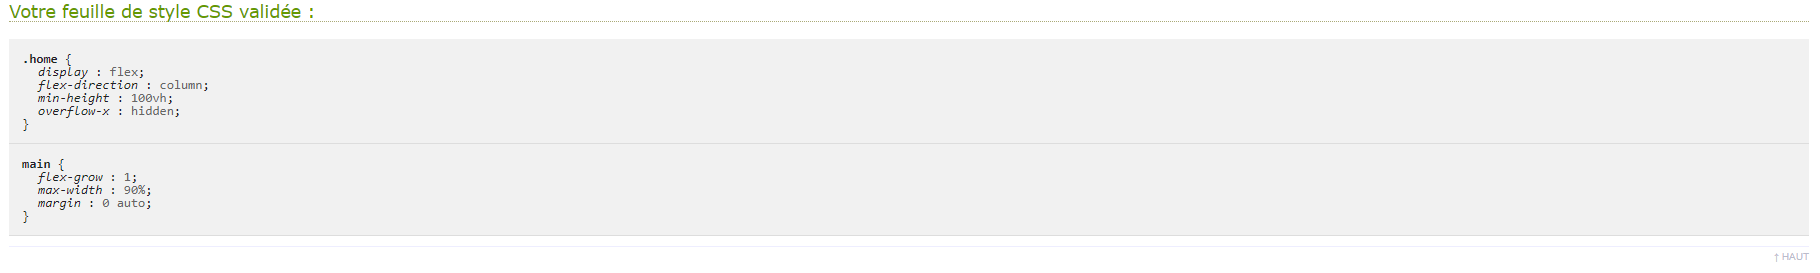 Votre feuille de style CSS validée :
.home {
display : flex;
flex-direction : column;
min-height : 100vh;
overflow-x : hidden;
}
main {
flex-grow : 1;
max-width : 90%;
margin : 0 auto;
}
↑ HAUT